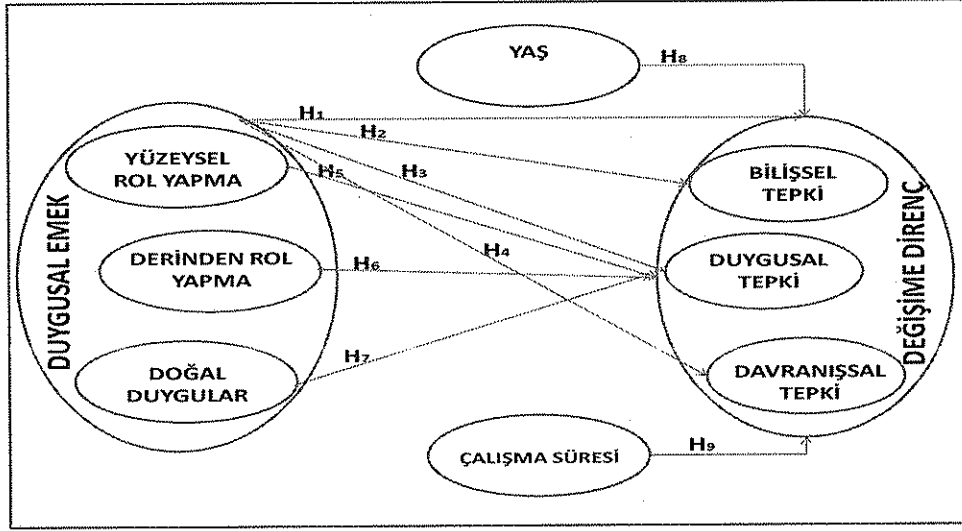 YAŞ
H₈
H₁
H₂
YÜZEYSEL
ROL YAPMA
H₅
H₃
BİLİŞSEL
TEPKİ
DUYGUSAL EMEK
DEĞİŞİME DİRENÇ
DERİNDEN ROL
YAPMA
H₆
H₄
DUYGUSAL
TEPKİ
DOĞAL
DUYGULAR
H₇
DAVRANIŞSAL
TEPKİ
ÇALIŞMA SÜRESİ
H₉